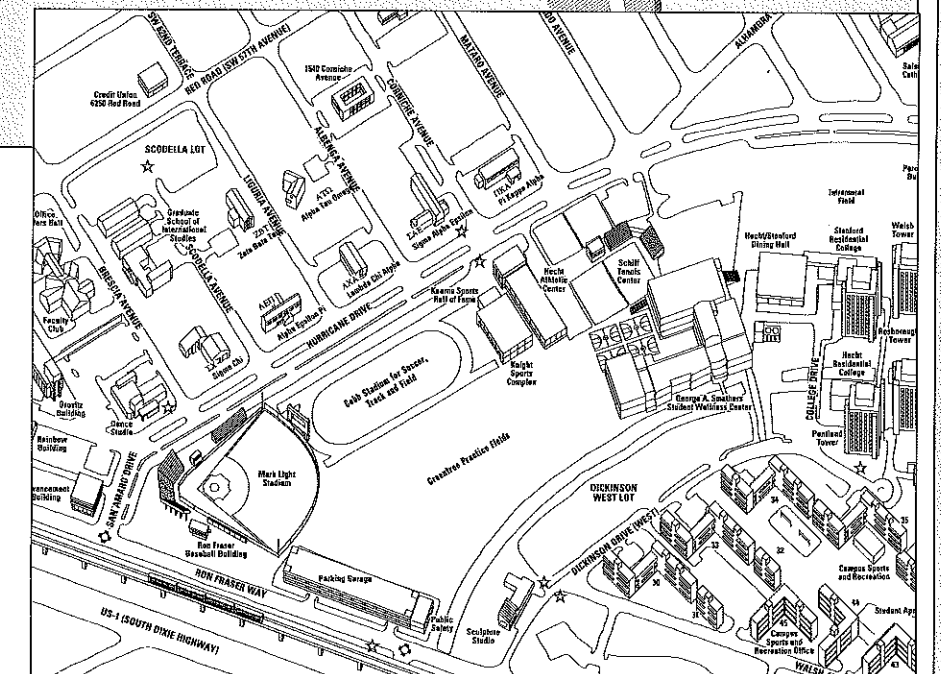 SW 62ND TERRACE
RED ROAD (SW 57TH AVENUE)
MATARO AVENUE
ALHAMBRA
Credit Union
6250 Red Road
1540 Corniche
Avenue
CORNICHE AVENUE
ALBENGA AVENUE
SCODELLA LOT
LIGURIA AVENUE
ΑΤΩ
Alpha Tau Omega
ΠΚΑ
Pi Kappa Alpha
Intramural
Field
Graduate
School of
International
Studies
ΖΒΤ
Zeta Beta Tau
ΣΑΕ
Sigma Alpha Epsilon
Hecht/Stanford
Dining Hall
Stanford
Residential
College
Walsh
Tower
SCODELLA AVENUE
BRESCIA AVENUE
ΛΧΑ
Lambda Chi Alpha
Hecht
Athletic
Center
Schiff
Tennis
Center
Faculty
Club
ΑΕΠ
Alpha Epsilon Pi
Kearns Sports
Hall of Fame
HURRICANE DRIVE
Rosborough
Tower
ΣΧ
Sigma Chi
Cobb Stadium for Soccer,
Track and Field
Knight
Sports
Complex
COLLEGE DRIVE
Hecht
Residential
College
Orovitz
Building
Dance
Studio
George A. Smathers
Student Wellness Center
Pentland
Tower
Rainbow
Building
Building
SAN AMARO DRIVE
Mark Light
Stadium
Greentree Practice Fields
DICKINSON
WEST LOT
34
35
33
32
Ron Fraser
Baseball Building
DICKINSON DRIVE (WEST)
Campus Sports
and Recreation
RON FRASER WAY
Parking Garage
30
31
44
Public
Safety
Sculpture
Studio
45
Campus
Sports and
Recreation Office
43
US-1 (SOUTH DIXIE HIGHWAY)